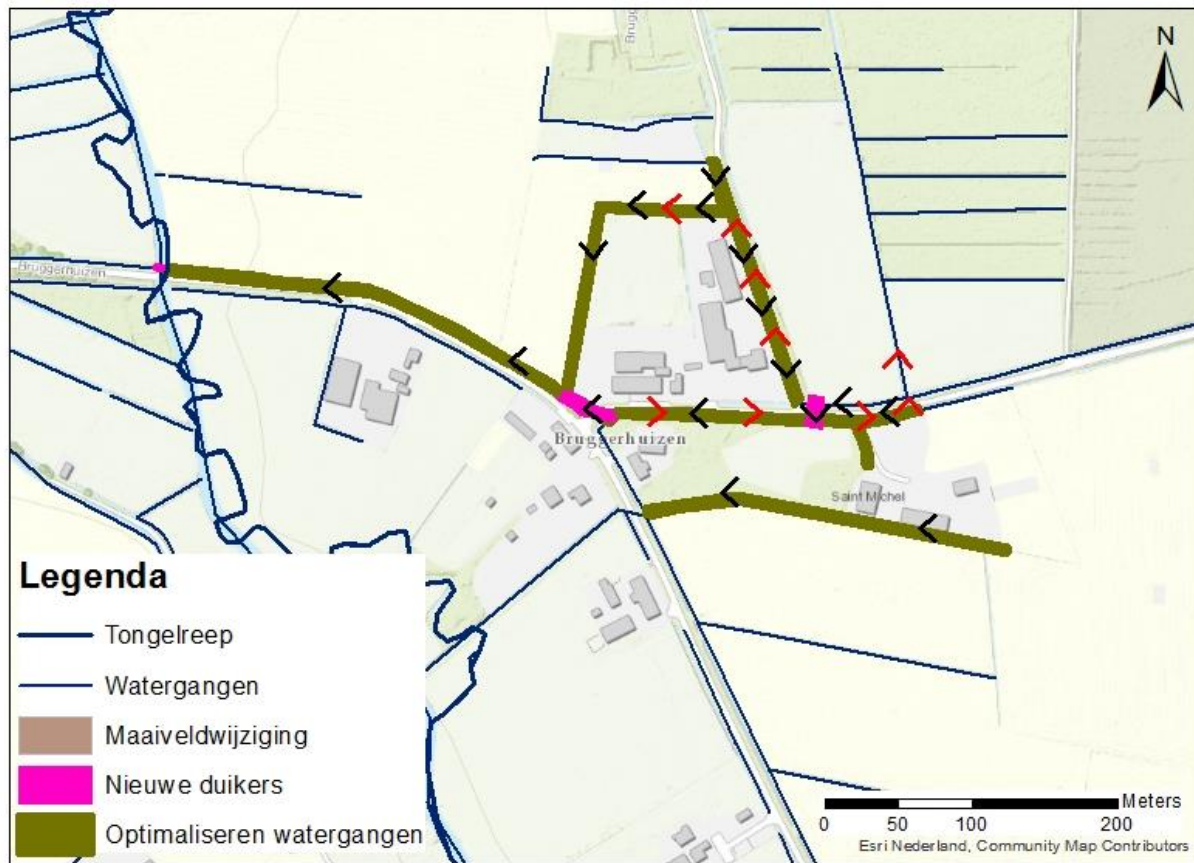 Brugg
N
Bruggerhuizen
Bruggerhuizen
Saint Michel
Legenda
Tongelreep
Watergangen
Maaiveldwijziging
Nieuwe duikers
Optimaliseren watergangen
Meters
0 50 100 200
Esri Nederland, Community Map Contributors